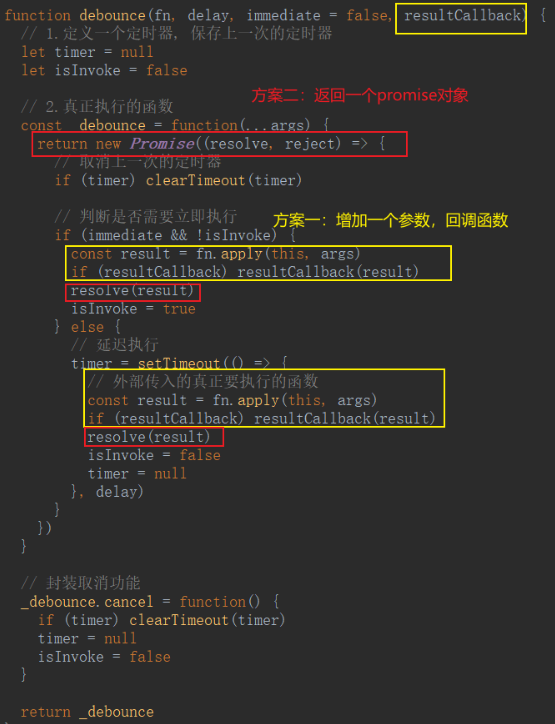 function debounce(fn, delay, immediate = false, resultCallback) {
  // 1.定义一个定时器, 保存上一次的定时器
  let timer = null
  let isInvoke = false

  // 2.真正执行的函数
方案二：返回一个promise对象
  const _debounce = function(...args) {
    return new Promise((resolve, reject) => {
      // 取消上一次的定时器
      if (timer) clearTimeout(timer)

      // 判断是否需要立即执行
方案一：增加一个参数，回调函数
      if (immediate && !isInvoke) {
        const result = fn.apply(this, args)
        if (resultCallback) resultCallback(result)
        resolve(result)
        isInvoke = true
      } else {
        // 延迟执行
        timer = setTimeout(() => {
          // 外部传入的真正要执行的函数
          const result = fn.apply(this, args)
          if (resultCallback) resultCallback(result)
          resolve(result)
          isInvoke = false
          timer = null
        }, delay)
      }
    })
  }

  // 封装取消功能
  _debounce.cancel = function() {
    if (timer) clearTimeout(timer)
    timer = null
    isInvoke = false
  }

  return _debounce